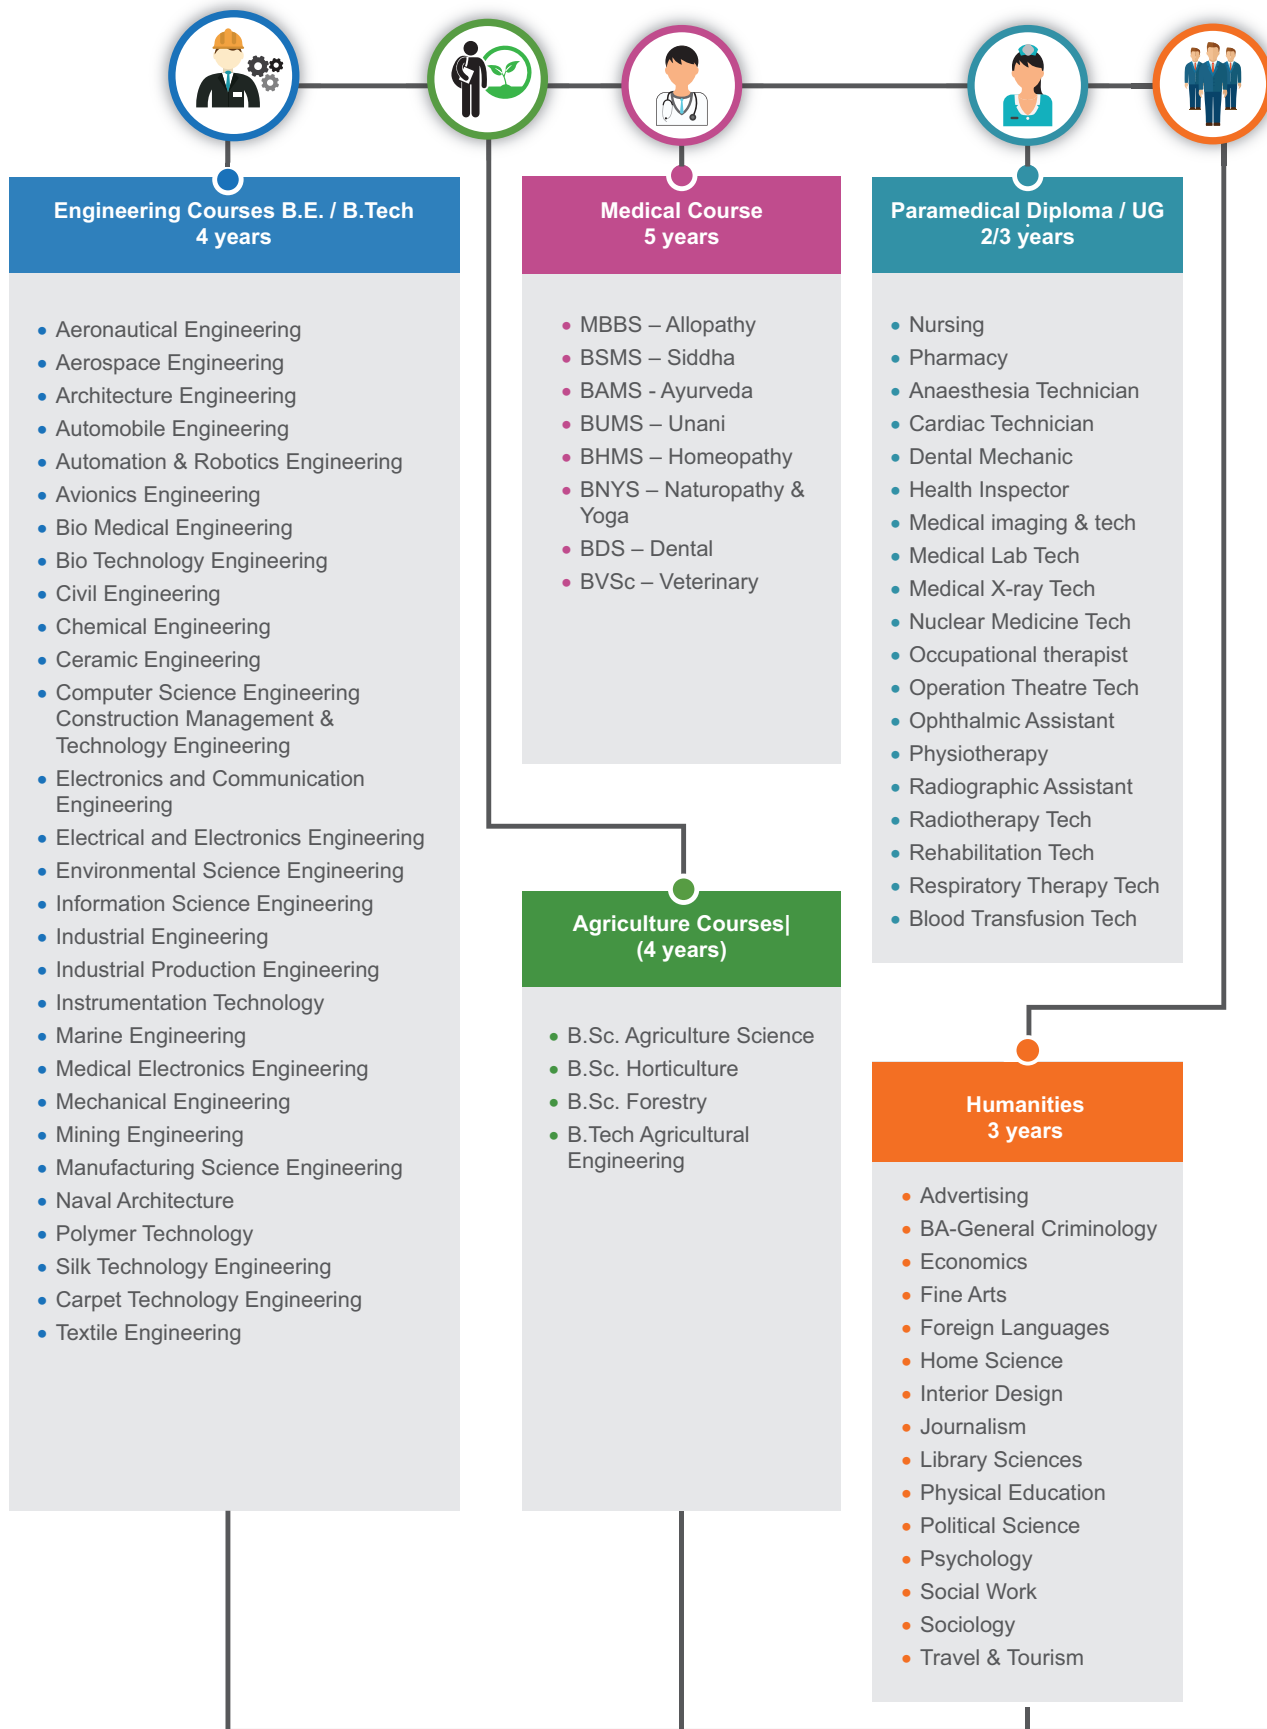 Engineering Courses B.E. / B.Tech
4 years
• Aeronautical Engineering
• Aerospace Engineering
• Architecture Engineering
• Automobile Engineering
• Automation & Robotics Engineering
• Avionics Engineering
• Bio Medical Engineering
• Bio Technology Engineering
• Civil Engineering
• Chemical Engineering
• Ceramic Engineering
• Computer Science Engineering
Construction Management &
Technology Engineering
• Electronics and Communication
Engineering
• Electrical and Electronics Engineering
• Environmental Science Engineering
• Information Science Engineering
• Industrial Engineering
• Industrial Production Engineering
• Instrumentation Technology
• Marine Engineering
• Medical Electronics Engineering
• Mechanical Engineering
• Mining Engineering
• Manufacturing Science Engineering
• Naval Architecture
• Polymer Technology
• Silk Technology Engineering
• Carpet Technology Engineering
• Textile Engineering
Medical Course
5 years
• MBBS – Allopathy
• BSMS – Siddha
• BAMS - Ayurveda
• BUMS – Unani
• BHMS – Homeopathy
• BNYS – Naturopathy &
Yoga
• BDS – Dental
• BVSc – Veterinary
Agriculture Courses|
(4 years)
• B.Sc. Agriculture Science
• B.Sc. Horticulture
• B.Sc. Forestry
• B.Tech Agricultural
Engineering
Paramedical Diploma / UG
2/3 years
• Nursing
• Pharmacy
• Anaesthesia Technician
• Cardiac Technician
• Dental Mechanic
• Health Inspector
• Medical imaging & tech
• Medical Lab Tech
• Medical X-ray Tech
• Nuclear Medicine Tech
• Occupational therapist
• Operation Theatre Tech
• Ophthalmic Assistant
• Physiotherapy
• Radiographic Assistant
• Radiotherapy Tech
• Rehabilitation Tech
• Respiratory Therapy Tech
• Blood Transfusion Tech
Humanities
3 years
• Advertising
• BA-General Criminology
• Economics
• Fine Arts
• Foreign Languages
• Home Science
• Interior Design
• Journalism
• Library Sciences
• Physical Education
• Political Science
• Psychology
• Social Work
• Sociology
• Travel & Tourism